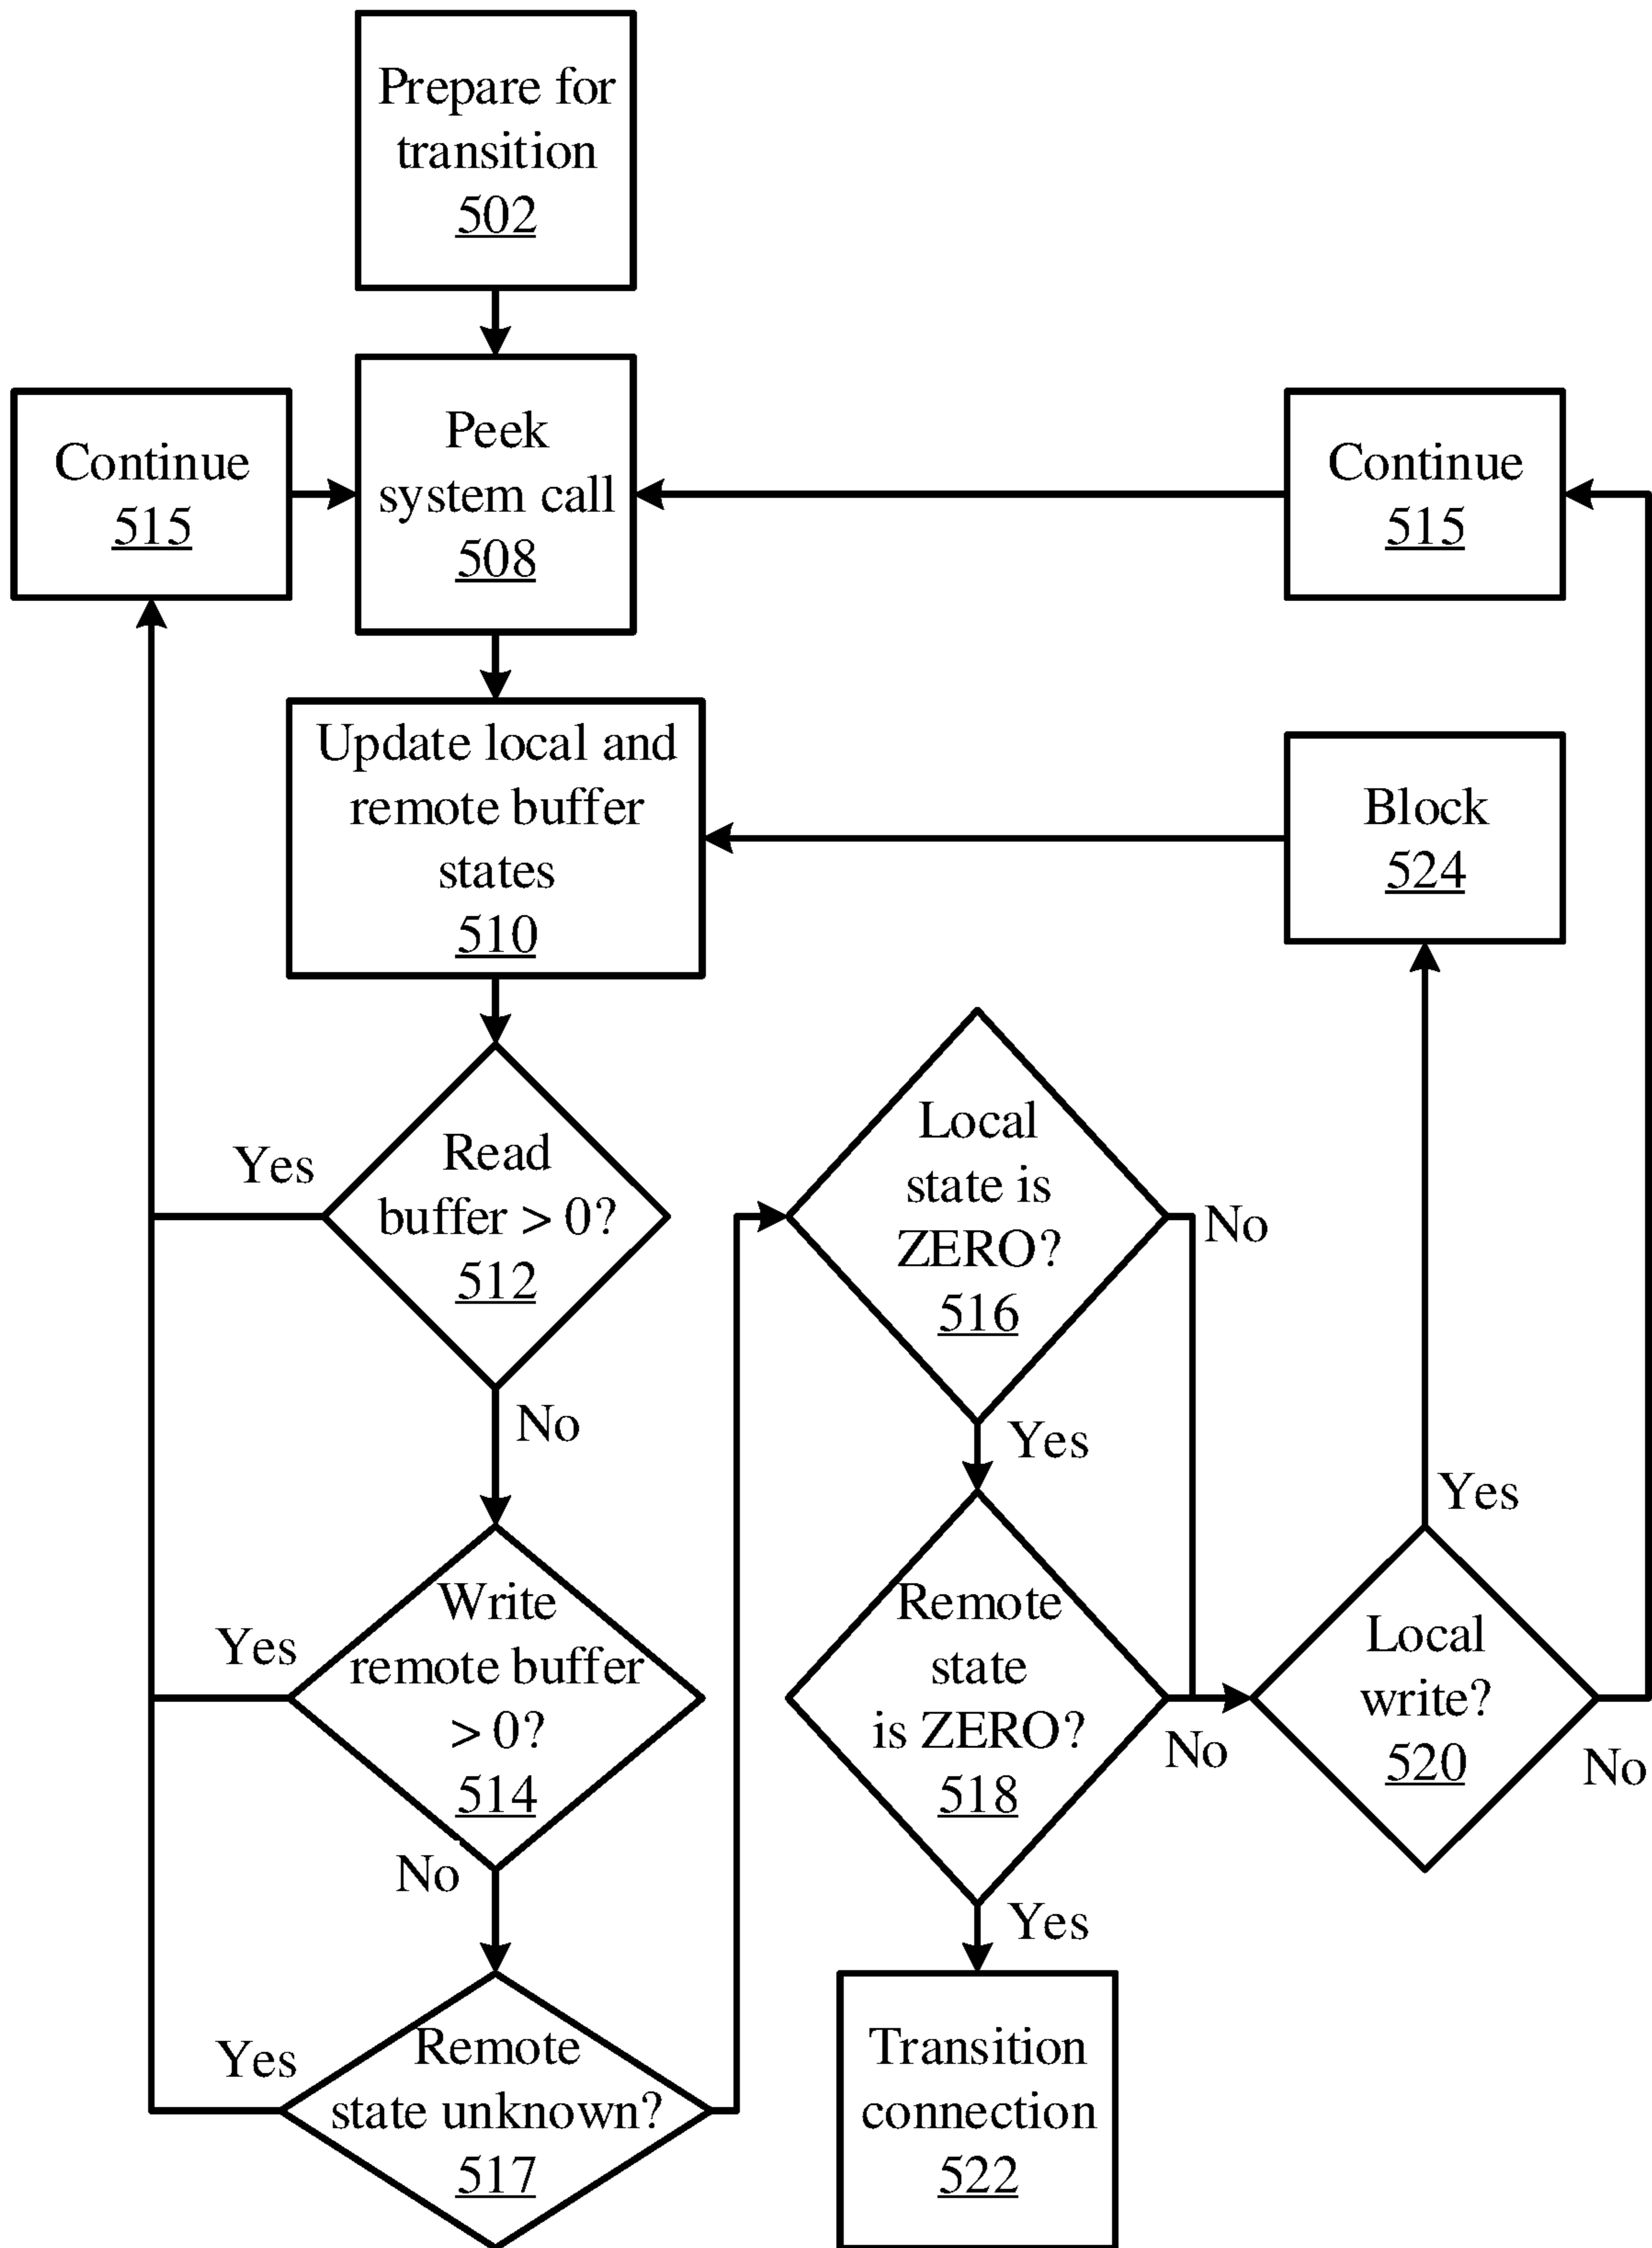 Prepare for
transition
502
Continue
515
Peek
system call
508
Continue
515
Update local and
remote buffer
states
510
Block
524
Read
buffer > 0?
512
Yes
No
Local
state is
ZERO?
516
No
Yes
Write
remote buffer
> 0?
514
Yes
No
Remote
state
is ZERO?
518
No
Yes
Local
write?
520
Yes
No
Remote
state unknown?
517
Yes
Transition
connection
522